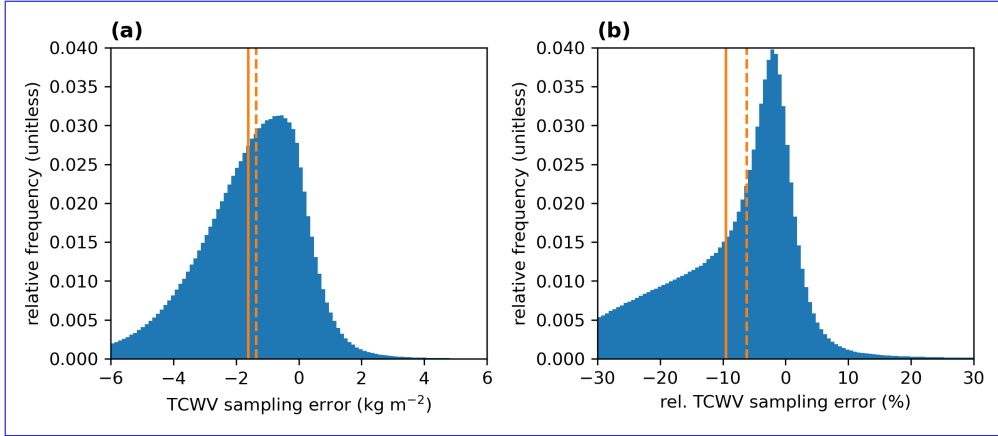 (a)
(b)
0.040
0.035
0.030
0.025
0.020
0.015
0.010
0.005
0.000
relative frequency (unitless)
−6 −4 −2 0 2 4 6
TCWV sampling error (kg m⁻²)
0.040
0.035
0.030
0.025
0.020
0.015
0.010
0.005
0.000
relative frequency (unitless)
−30 −20 −10 0 10 20 30
rel. TCWV sampling error (%)